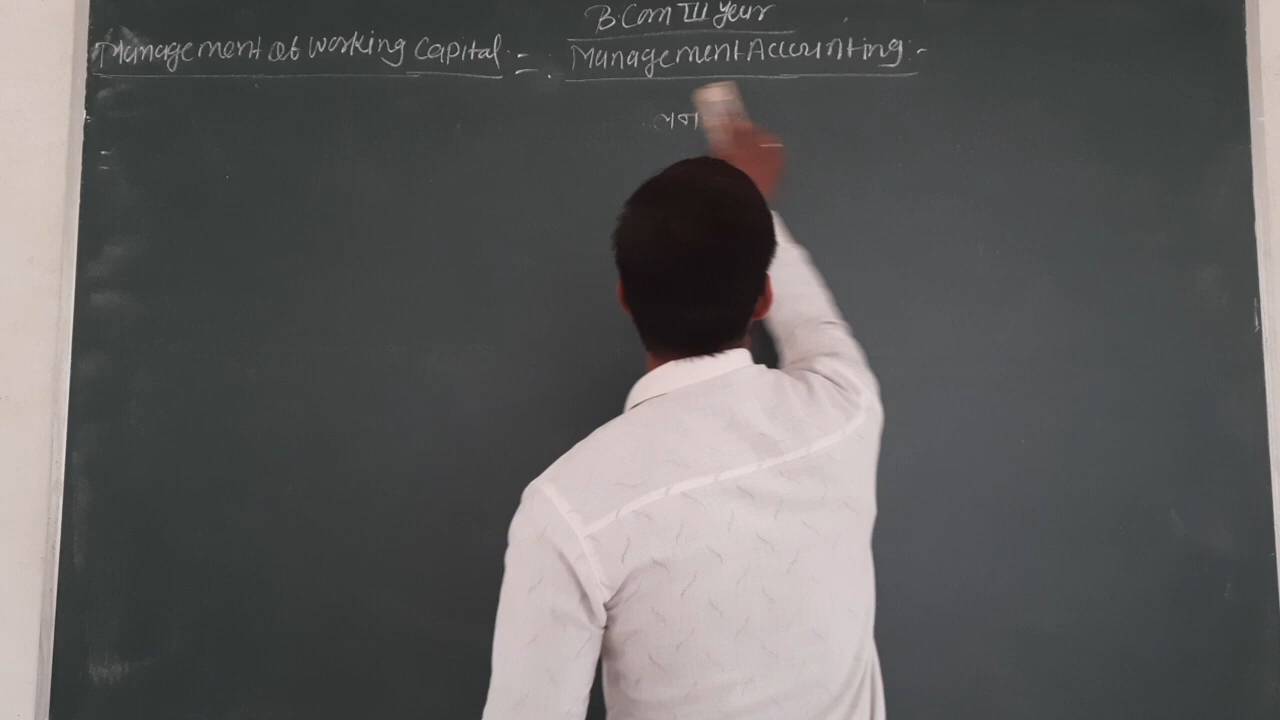 B.Com III Year
Management of Working Capital :- Management Accounting :-